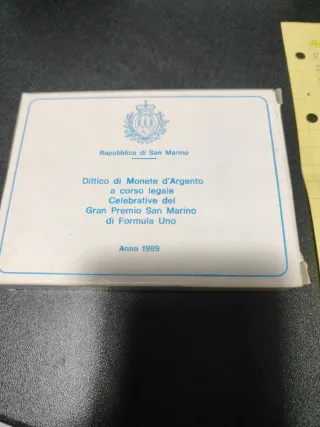 Repubblica di San Marino
Dittico di Monete d'Argento
a corso legale
Celebrative del
Gran Premio San Marino
di Formula Uno
Anno 1989